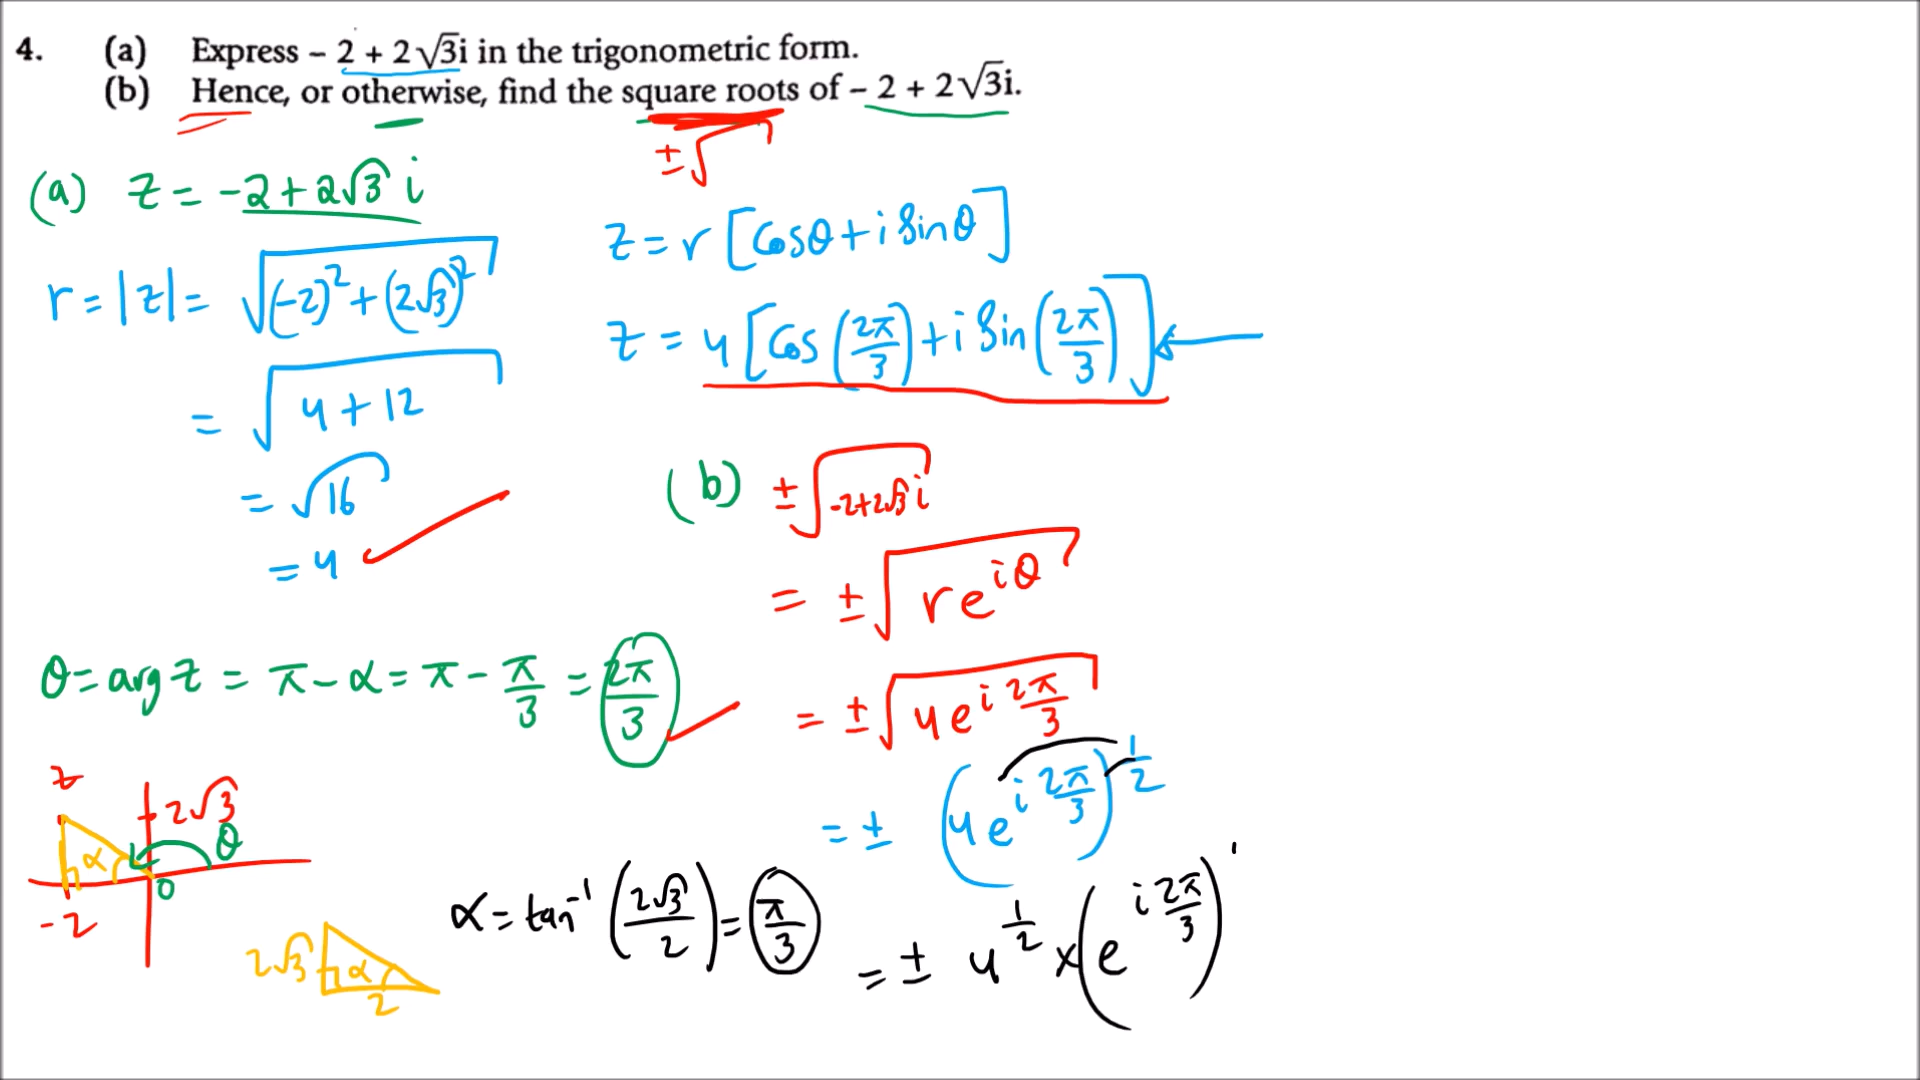 4. (a) Express – 2 + 2√3i in the trigonometric form.
(b) Hence, or otherwise, find the square roots of – 2 + 2√3i.
±√
(a) z = -2+2√3 i
r = |z| = √((-2)²+(2√3)²)
= √(4+12)
= √16
= 4
θ = arg z = π-α = π - π/3 = 2π/3
z
2√3
θ
α
0
-2
2√3
α
2
α = tan⁻¹(2√3/2) = π/3
z = r[Cosθ+i Sinθ]
z = 4[Cos(2π/3)+i Sin(2π/3)]
(b) ±√(-2+2√3 i)
= ±√(re^(iθ))
= ±√(4e^(i 2π/3))
= ± (4e^(i 2π/3))^(1/2)
= ± 4^(1/2) × (e^(i 2π/3))